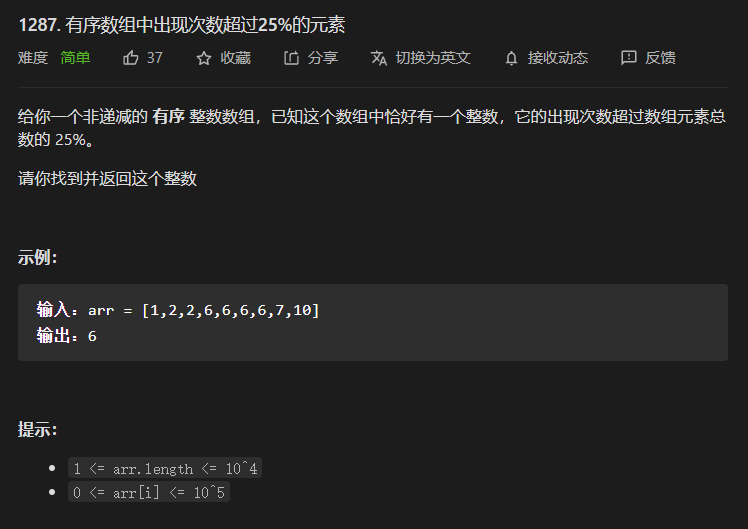 1287. 有序数组中出现次数超过25%的元素
难度 简单 37 收藏 分享 切换为英文 接收动态 反馈
给你一个非递减的 有序 整数数组，已知这个数组中恰好有一个整数，它的出现次数超过数组元素总
数的 25%。
请你找到并返回这个整数
示例：
输入：arr = [1,2,2,6,6,6,6,7,10]
输出：6
提示：
1 <= arr.length <= 10^4
0 <= arr[i] <= 10^5